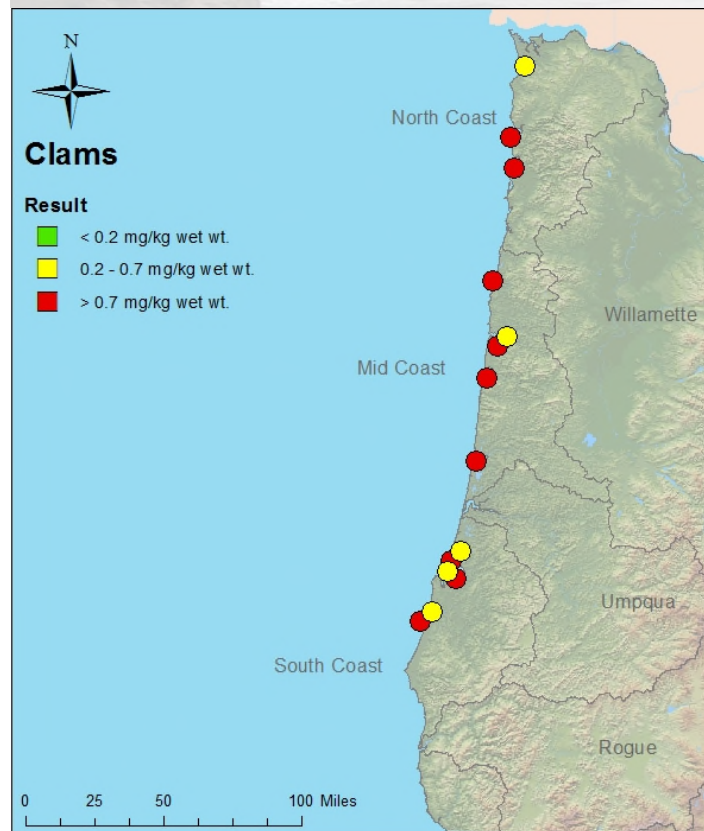 N
North Coast
Clams
Result
< 0.2 mg/kg wet wt.
0.2 - 0.7 mg/kg wet wt.
> 0.7 mg/kg wet wt.
Willamette
Mid Coast
Umpqua
South Coast
Rogue
0 25 50 100 Miles